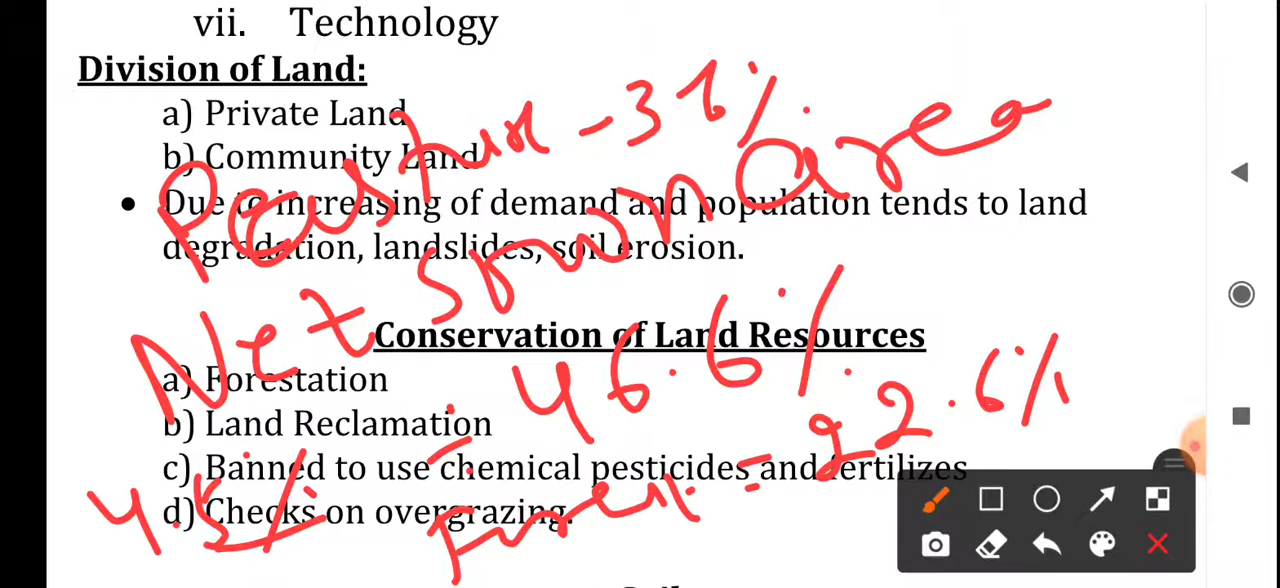 vii. Technology
Division of Land:
a) Private Land
b) Community Land
Pasture - 3%
• Due to increasing of demand and population tends to land
degradation, landslides, soil erosion.
Net sown area
= 46.6%
Conservation of Land Resources
a) Forestation
b) Land Reclamation
c) Banned to use chemical pesticides and fertilizes
d) Checks on overgrazing.
Forest = 22.6%